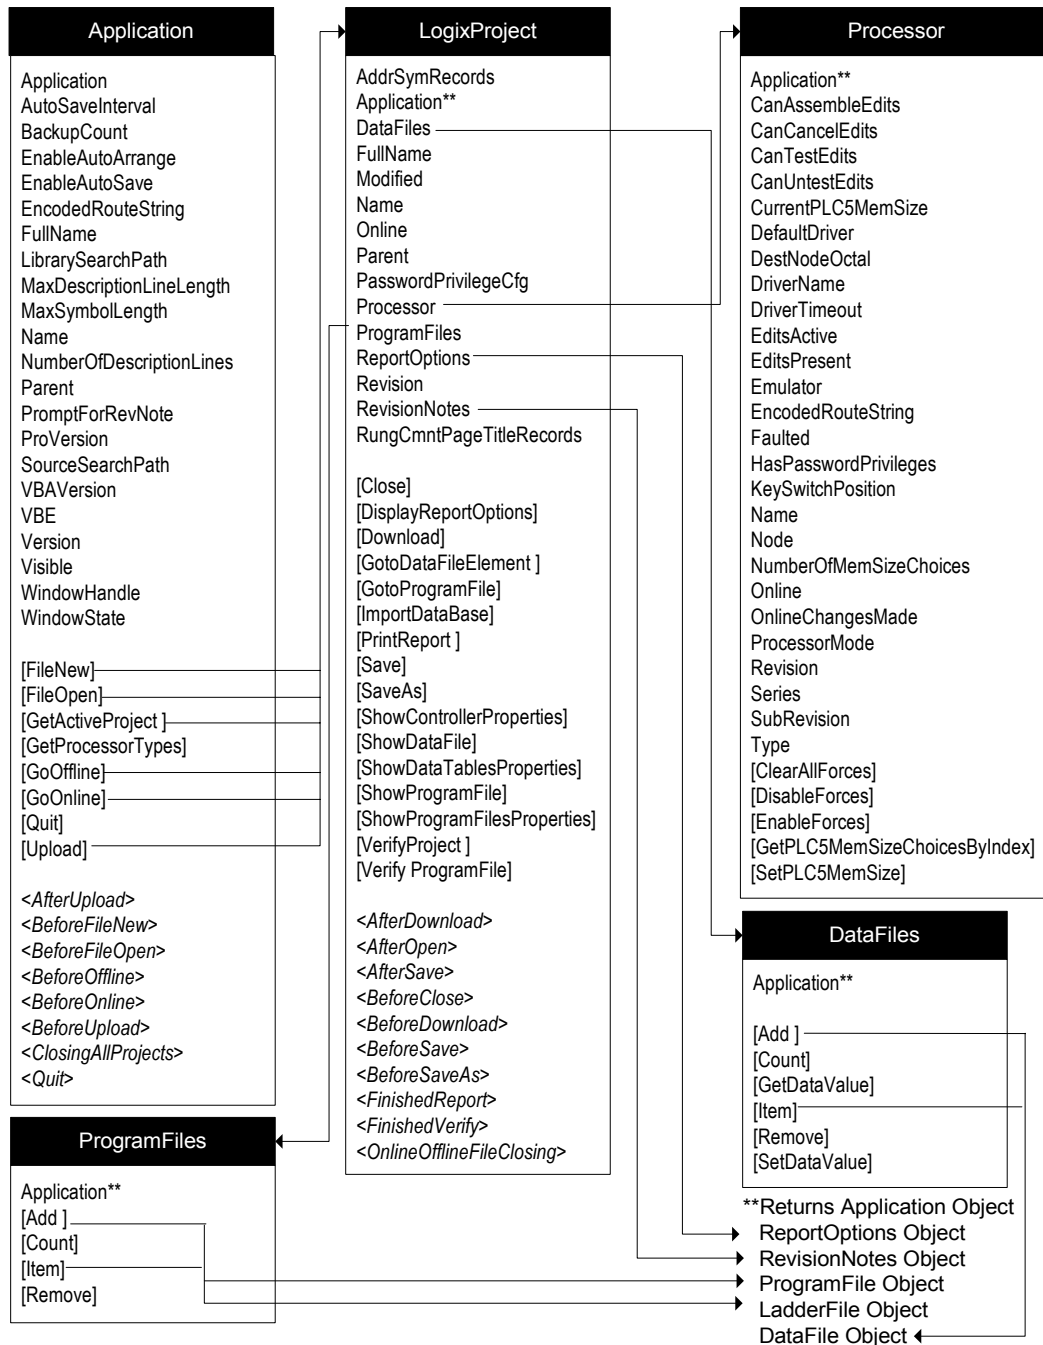 Application
Application
AutoSaveInterval
BackupCount
EnableAutoArrange
EnableAutoSave
EncodedRouteString
FullName
LibrarySearchPath
MaxDescriptionLineLength
MaxSymbolLength
Name
NumberOfDescriptionLines
Parent
PromptForRevNote
ProVersion
SourceSearchPath
VBAVersion
VBE
Version
Visible
WindowHandle
WindowState
[FileNew]
[FileOpen]
[GetActiveProject ]
[GetProcessorTypes]
[GoOffline]
[GoOnline]
[Quit]
[Upload]
<AfterUpload>
<BeforeFileNew>
<BeforeFileOpen>
<BeforeOffline>
<BeforeOnline>
<BeforeUpload>
<ClosingAllProjects>
<Quit>
ProgramFiles
Application**
[Add ]
[Count]
[Item]
[Remove]
LogixProject
AddrSymRecords
Application**
DataFiles
FullName
Modified
Name
Online
Parent
PasswordPrivilegeCfg
Processor
ProgramFiles
ReportOptions
Revision
RevisionNotes
RungCmntPageTitleRecords
[Close]
[DisplayReportOptions]
[Download]
[GotoDataFileElement ]
[GotoProgramFile]
[ImportDataBase]
[PrintReport ]
[Save]
[SaveAs]
[ShowControllerProperties]
[ShowDataFile]
[ShowDataTablesProperties]
[ShowProgramFile]
[ShowProgramFilesProperties]
[VerifyProject ]
[Verify ProgramFile]
<AfterDownload>
<AfterOpen>
<AfterSave>
<BeforeClose>
<BeforeDownload>
<BeforeSave>
<BeforeSaveAs>
<FinishedReport>
<FinishedVerify>
<OnlineOfflineFileClosing>
Processor
Application**
CanAssembleEdits
CanCancelEdits
CanTestEdits
CanUntestEdits
CurrentPLC5MemSize
DefaultDriver
DestNodeOctal
DriverName
DriverTimeout
EditsActive
EditsPresent
Emulator
EncodedRouteString
Faulted
HasPasswordPrivileges
KeySwitchPosition
Name
Node
NumberOfMemSizeChoices
Online
OnlineChangesMade
ProcessorMode
Revision
Series
SubRevision
Type
[ClearAllForces]
[DisableForces]
[EnableForces]
[GetPLC5MemSizeChoicesByIndex]
[SetPLC5MemSize]
DataFiles
Application**
[Add ]
[Count]
[GetDataValue]
[Item]
[Remove]
[SetDataValue]
**Returns Application Object
ReportOptions Object
RevisionNotes Object
ProgramFile Object
LadderFile Object
DataFile Object